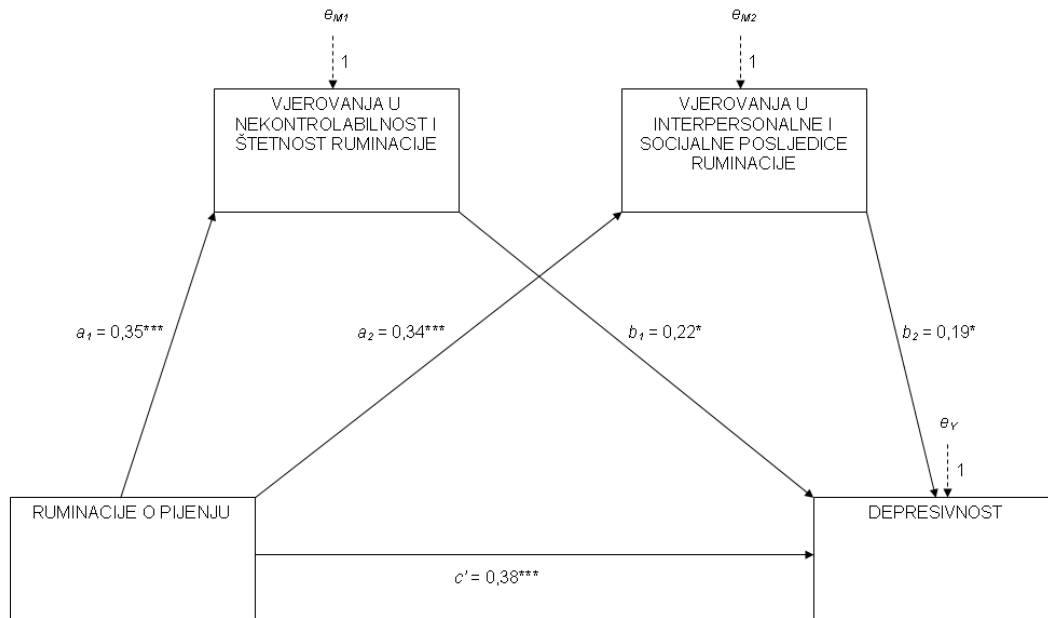 eM1
eM2
1
1
VJEROVANJA U
NEKONTROLABILNOST I
ŠTETNOST RUMINACIJE
VJEROVANJA U
INTERPERSONALNE I
SOCIJALNE POSLJEDICE
RUMINACIJE
a1 = 0,35***
a2 = 0,34***
b1 = 0,22*
b2 = 0,19*
eY
1
RUMINACIJE O PIJENJU
DEPRESIVNOST
c' = 0,38***